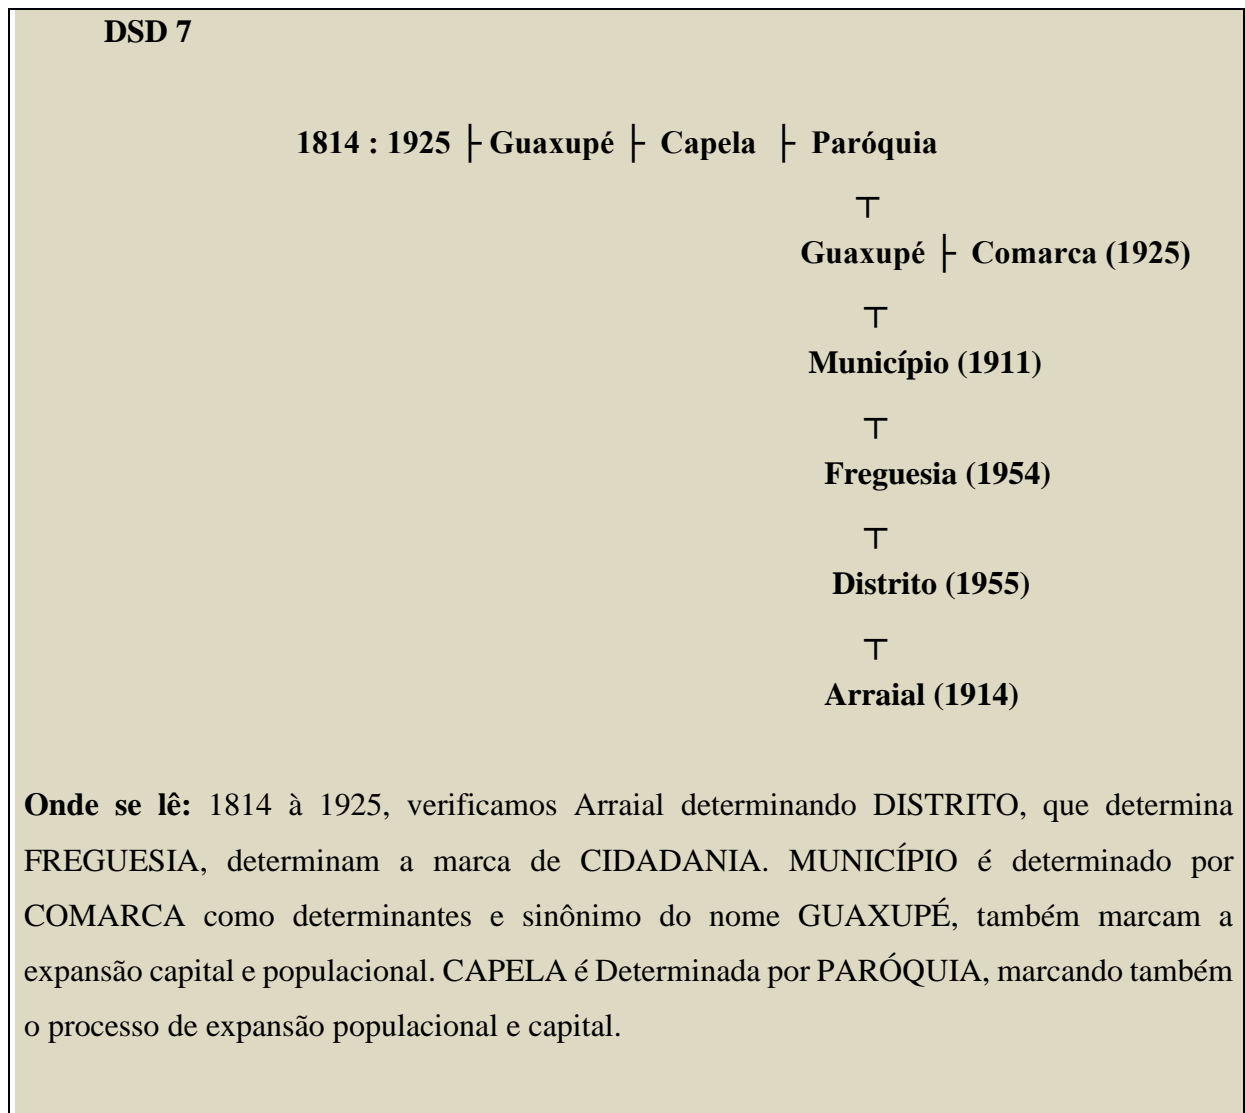 DSD 7
1814 : 1925 ├ Guaxupé ├ Capela ├ Paróquia
┬
Guaxupé ├ Comarca (1925)
┬
Município (1911)
┬
Freguesia (1954)
┬
Distrito (1955)
┬
Arraial (1914)
Onde se lê: 1814 à 1925, verificamos Arraial determinando DISTRITO, que determina
FREGUESIA, determinam a marca de CIDADANIA. MUNICÍPIO é determinado por
COMARCA como determinantes e sinônimo do nome GUAXUPÉ, também marcam a
expansão capital e populacional. CAPELA é Determinada por PARÓQUIA, marcando também
o processo de expansão populacional e capital.